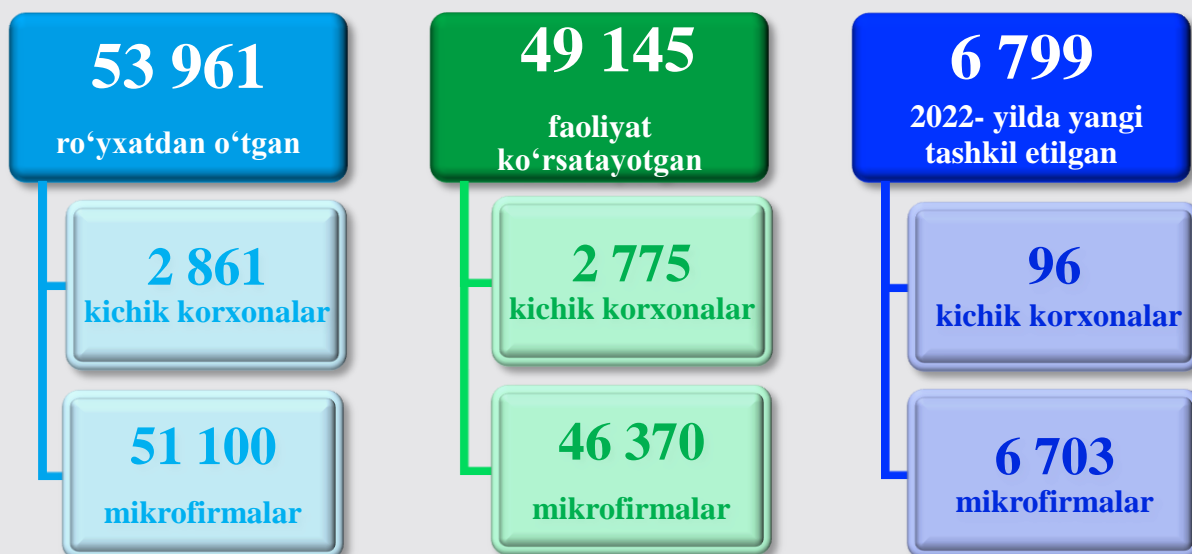 53 961
ro‘yxatdan o‘tgan
2 861
kichik korxonalar
51 100
mikrofirmalar
49 145
faoliyat
ko‘rsatayotgan
2 775
kichik korxonalar
46 370
mikrofirmalar
6 799
2022- yilda yangi
tashkil etilgan
96
kichik korxonalar
6 703
mikrofirmalar